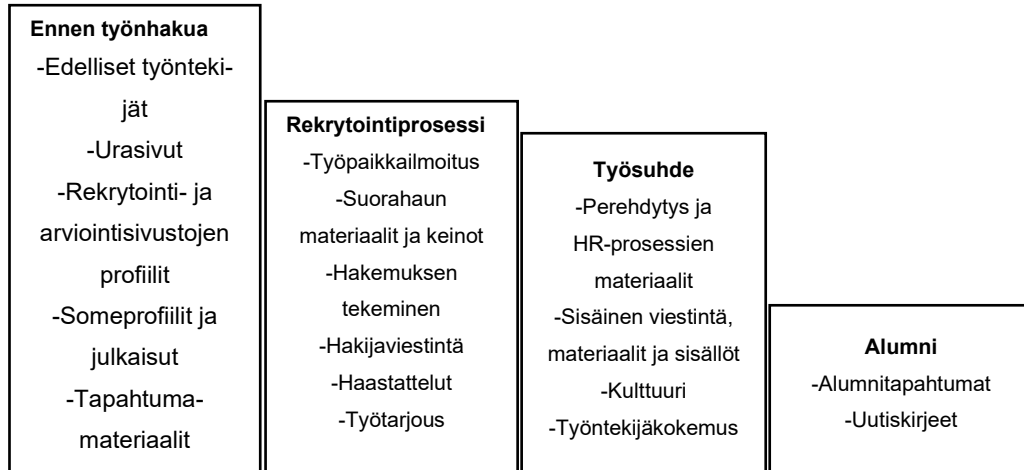 Ennen työnhakua
-Edelliset työnteki-
jät
-Urasivut
-Rekrytointi- ja
arviointisivustojen
profiilit
-Someprofiilit ja
julkaisut
-Tapahtuma-
materiaalit
Rekrytointiprosessi
-Työpaikkailmoitus
-Suorahaun
materiaalit ja keinot
-Hakemuksen
tekeminen
-Hakijaviestintä
-Haastattelut
-Työtarjous
Työsuhde
-Perehdytys ja
HR-prosessien
materiaalit
-Sisäinen viestintä,
materiaalit ja sisällöt
-Kulttuuri
-Työntekijäkokemus
Alumni
-Alumnitapahtumat
-Uutiskirjeet